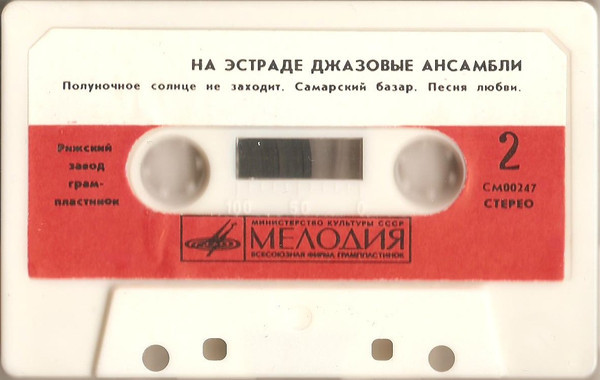 НА ЭСТРАДЕ ДЖАЗОВЫЕ АНСАМБЛИ
Полуночное солнце не заходит. Самарский базар. Песня любви.
Рижский
завод
грам-
пластинок
2
СМ00247
СТЕРЕО
100 50 0
МИНИСТЕРСТВО КУЛЬТУРЫ СССР
МЕЛОДИЯ
ВСЕСОЮЗНАЯ ФИРМА ГРАМПЛАСТИНОК